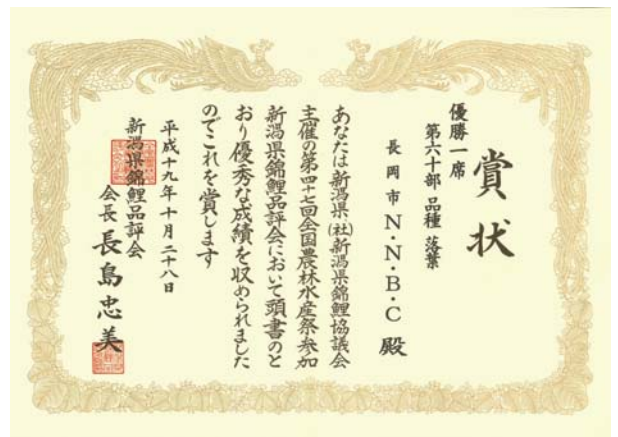 賞状
優勝一席
第六十部 品種 落葉
長岡市 N・N・B・C 殿
あなたは新潟県、(社)新潟県錦鯉協議会
主催の第四十七回全国農林水産祭参加
新潟県錦鯉品評会において頭書のと
おり優秀な成績を収められました
のでこれを賞します
平成十九年十月二十八日
新潟県錦鯉品評会
会長 長島忠美